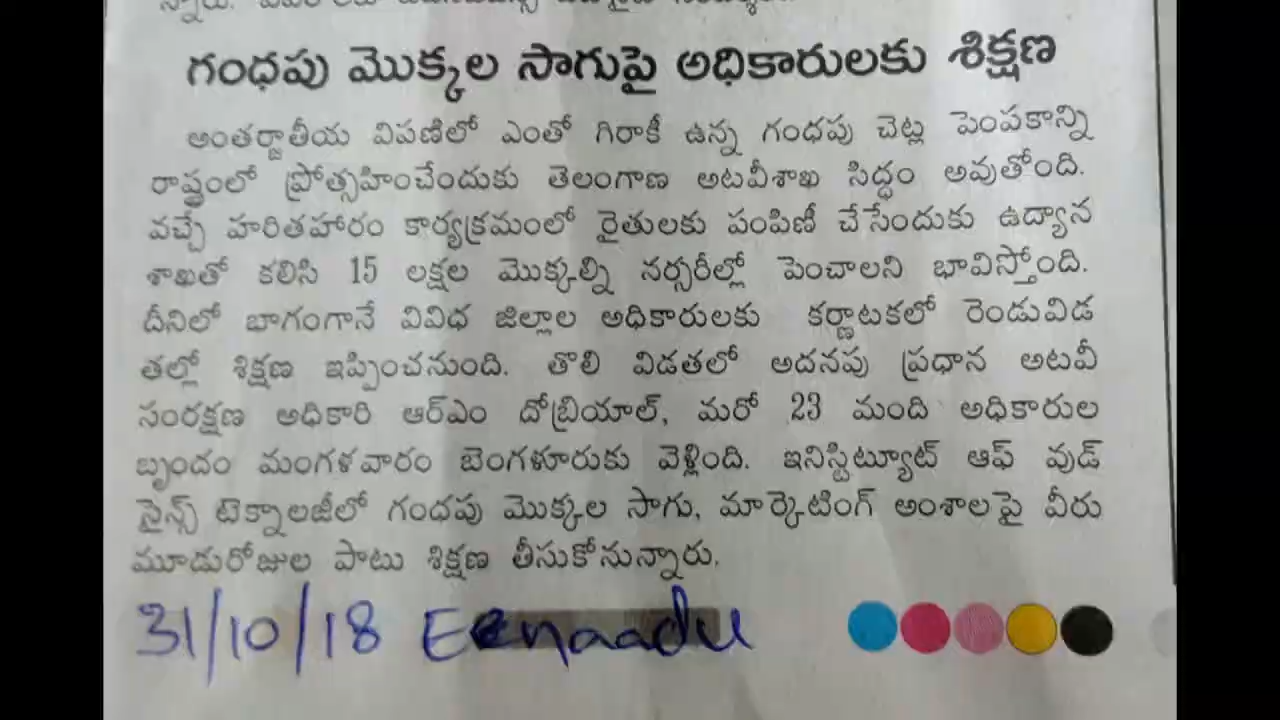 గంధపు మొక్కల సాగుపై అధికారులకు శిక్షణ
అంతర్జాతీయ విపణిలో ఎంతో గిరాకీ ఉన్న గంధపు చెట్ల పెంపకాన్ని
రాష్ట్రంలో ప్రోత్సహించేందుకు తెలంగాణ అటవీశాఖ సిద్ధం అవుతోంది.
వచ్చే హరితహారం కార్యక్రమంలో రైతులకు పంపిణీ చేసేందుకు ఉద్యాన
శాఖతో కలిసి 15 లక్షల మొక్కల్ని నర్సరీల్లో పెంచాలని భావిస్తోంది.
దీనిలో బాగంగానే వివిధ జిల్లాల అధికారులకు కర్ణాటకలో రెండువిడ
తల్లో శిక్షణ ఇప్పించనుంది. తొలి విడతలో అదనపు ప్రధాన అటవీ
సంరక్షణ అధికారి ఆర్ఎం దోబ్రియాల్, మరో 23 మంది అధికారుల
బృందం మంగళవారం బెంగళూరుకు వెళ్లింది. ఇనిస్టిట్యూట్ ఆఫ్ వుడ్
సైన్స్ టెక్నాలజీలో గంధపు మొక్కల సాగు, మార్కెటింగ్ అంశాలపై వీరు
మూడురోజుల పాటు శిక్షణ తీసుకోనున్నారు.
31/10/18 Eenaadu